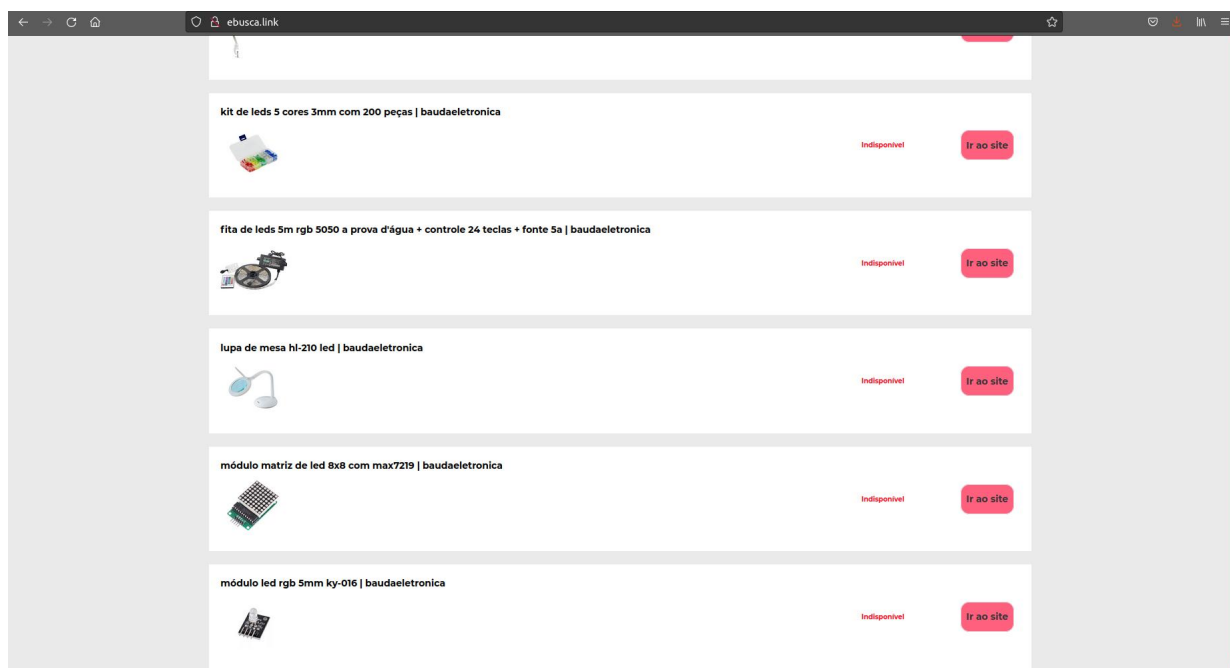 ebusca.link
kit de leds 5 cores 3mm com 200 peças | baudaeletronica
Indisponível
Ir ao site
fita de leds 5m rgb 5050 a prova d'água + controle 24 teclas + fonte 5a | baudaeletronica
Indisponível
Ir ao site
lupa de mesa hl-210 led | baudaeletronica
Indisponível
Ir ao site
módulo matriz de led 8x8 com max7219 | baudaeletronica
Indisponível
Ir ao site
módulo led rgb 5mm ky-016 | baudaeletronica
Indisponível
Ir ao site